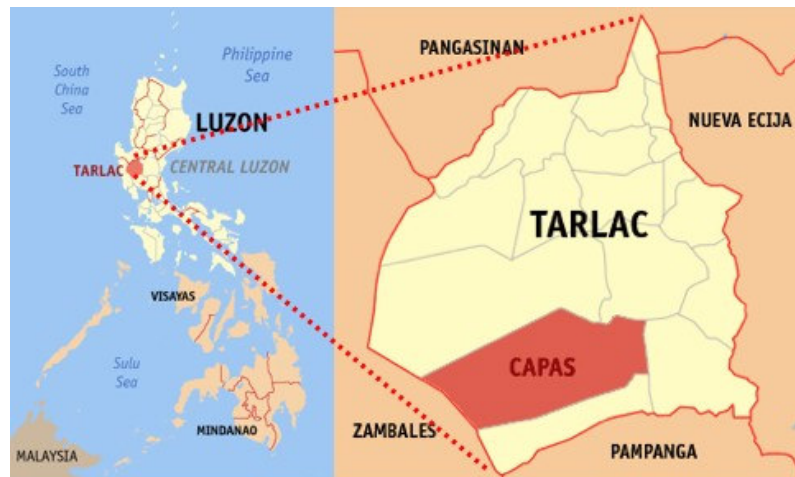 Philippine
Sea
South
China
Sea
LUZON
TARLAC
CENTRAL LUZON
VISAYAS
Sulu
Sea
MINDANAO
MALAYSIA
PANGASINAN
NUEVA ECIJA
TARLAC
CAPAS
ZAMBALES
PAMPANGA